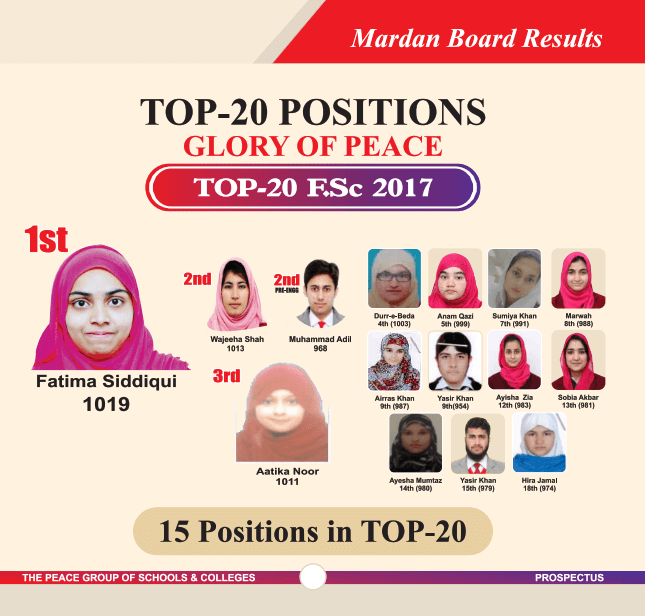 Mardan Board Results
TOP-20 POSITIONS
GLORY OF PEACE
TOP-20 F.Sc 2017
1st
Fatima Siddiqui
1019
2nd
Wajeeha Shah
1013
2nd
PRE-ENGG
Muhammad Adil
968
3rd
Aatika Noor
1011
Durr-e-Beda
4th (1003)
Anam Qazi
5th (999)
Sumiya Khan
7th (991)
Marwah
8th (988)
Airras Khan
9th (987)
Yasir Khan
9th(954)
Ayisha Zia
12th (983)
Sobia Akbar
13th (981)
Ayesha Mumtaz
14th (980)
Yasir Khan
15th (979)
Hira Jamal
18th (974)
15 Positions in TOP-20
THE PEACE GROUP OF SCHOOLS & COLLEGES
PROSPECTUS